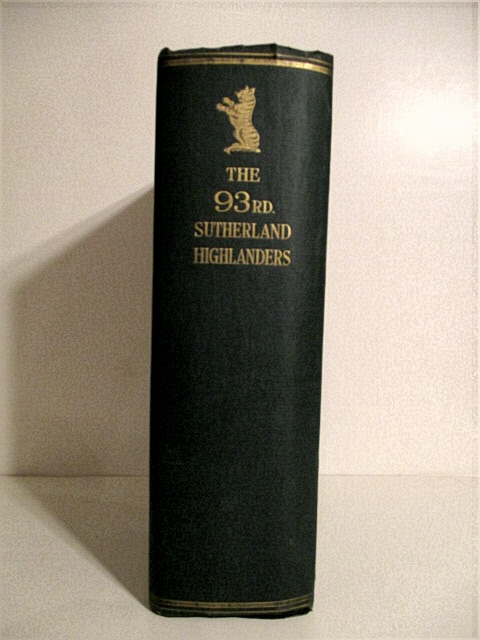 THE
93RD.
SUTHERLAND
HIGHLANDERS